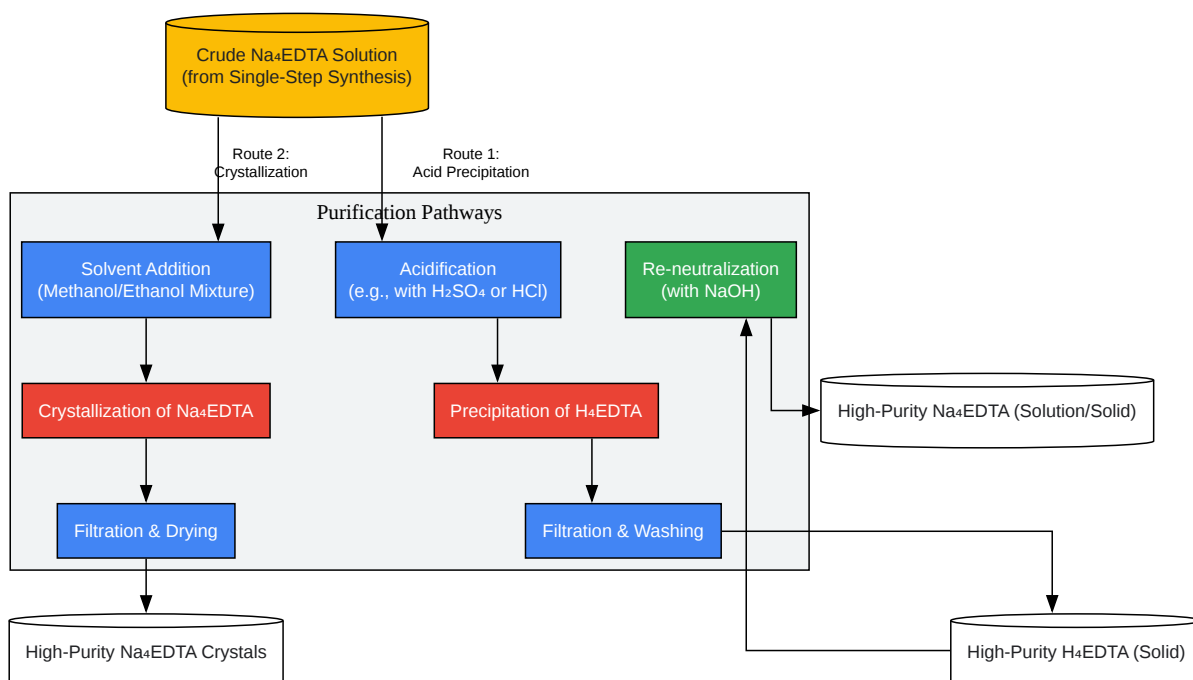 Crude Na₄EDTA Solution
(from Single-Step Synthesis)
Route 2:
Crystallization
Route 1:
Acid Precipitation
Purification Pathways
Solvent Addition
(Methanol/Ethanol Mixture)
Acidification
(e.g., with H₂SO₄ or HCl)
Re-neutralization
(with NaOH)
Crystallization of Na₄EDTA
Precipitation of H₄EDTA
High-Purity Na₄EDTA (Solution/Solid)
Filtration & Drying
Filtration & Washing
High-Purity Na₄EDTA Crystals
High-Purity H₄EDTA (Solid)